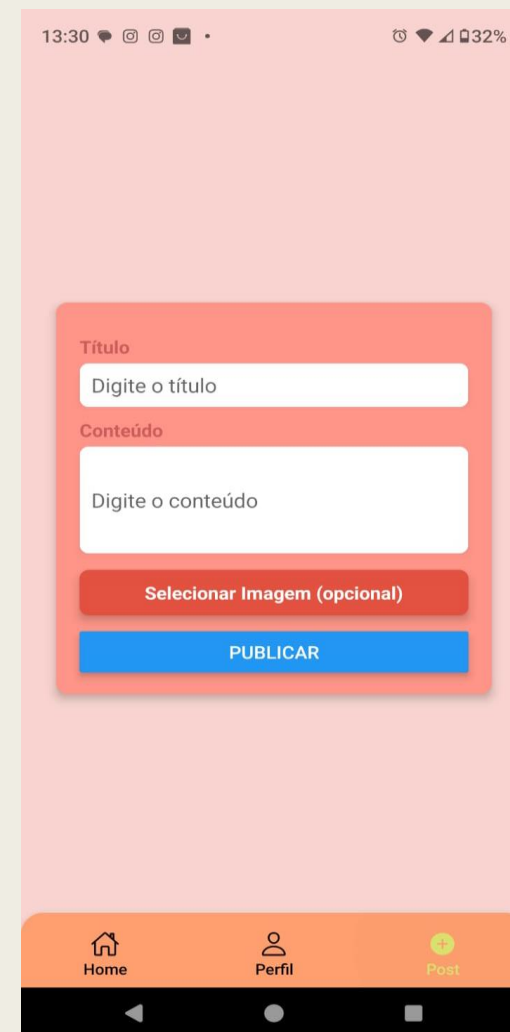 13:30
32%
Título
Digite o título
Conteúdo
Digite o conteúdo
Selecionar Imagem (opcional)
PUBLICAR
Home
Perfil
Post